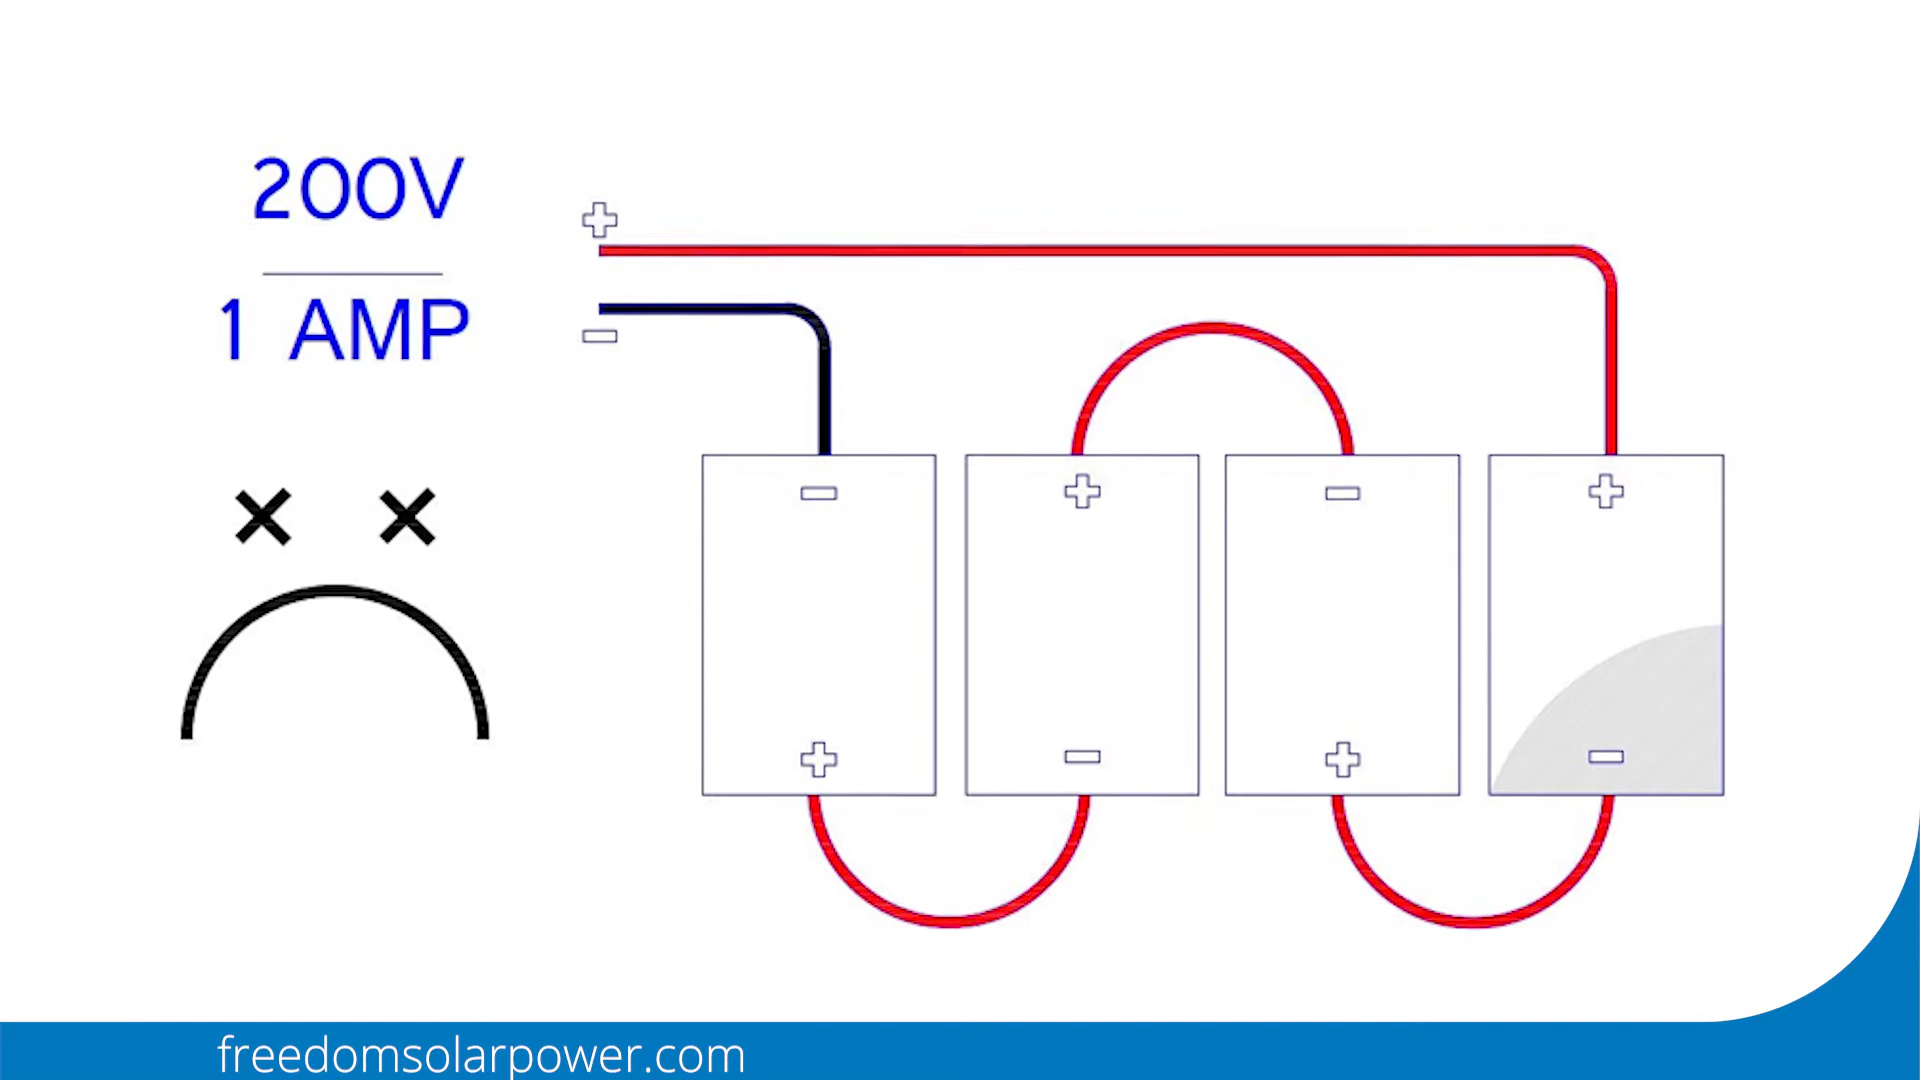 200V
1 AMP
+
−
− + − +
+ − + −
freedomsolarpower.com